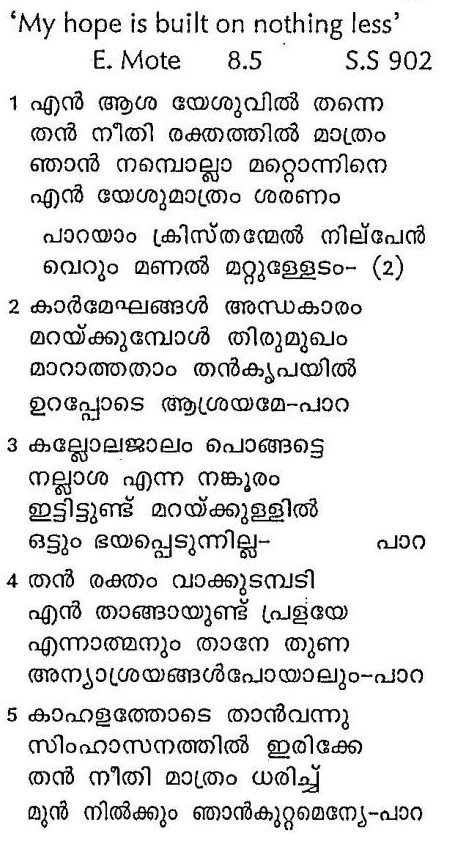 ‘My hope is built on nothing less’
E. Mote 8.5 S.S 902
1 എൻ ആശ യേശുവിൽ തന്നെ
തൻ നീതി രക്തത്തിൽ മാത്രം
ഞാൻ നമ്പൊല്ലാ മറ്റൊന്നിനെ
എൻ യേശുമാത്രം ശരണം
പാറയാം ക്രിസ്തന്മേൽ നില്പേൻ
വെറും മണൽ മറ്റുള്ളേടം- (2)
2 കാർമേഘങ്ങൾ അന്ധകാരം
മറയ്ക്കുമ്പോൾ തിരുമുഖം
മാറാത്തതാം തൻകൃപയിൽ
ഉറപ്പോടെ ആശ്രയമേ-പാറ
3 കല്ലോലജാലം പൊങ്ങട്ടെ
നല്ലാശ എന്ന നങ്കൂരം
ഇട്ടിട്ടുണ്ട് മറയ്ക്കുള്ളിൽ
ഒട്ടും ഭയപ്പെടുന്നില്ല- പാറ
4 തൻ രക്തം വാക്കുടമ്പടി
എൻ താങ്ങായുണ്ട് പ്രളയേ
എന്നാത്മനും താനേ തുണ
അന്യാശ്രയങ്ങൾപോയാലും-പാറ
5 കാഹളത്തോടെ താൻവന്നു
സിംഹാസനത്തിൽ ഇരിക്കേ
തൻ നീതി മാത്രം ധരിച്ച്
മുൻ നിൽക്കും ഞാൻകുറ്റമെന്യേ-പാറ